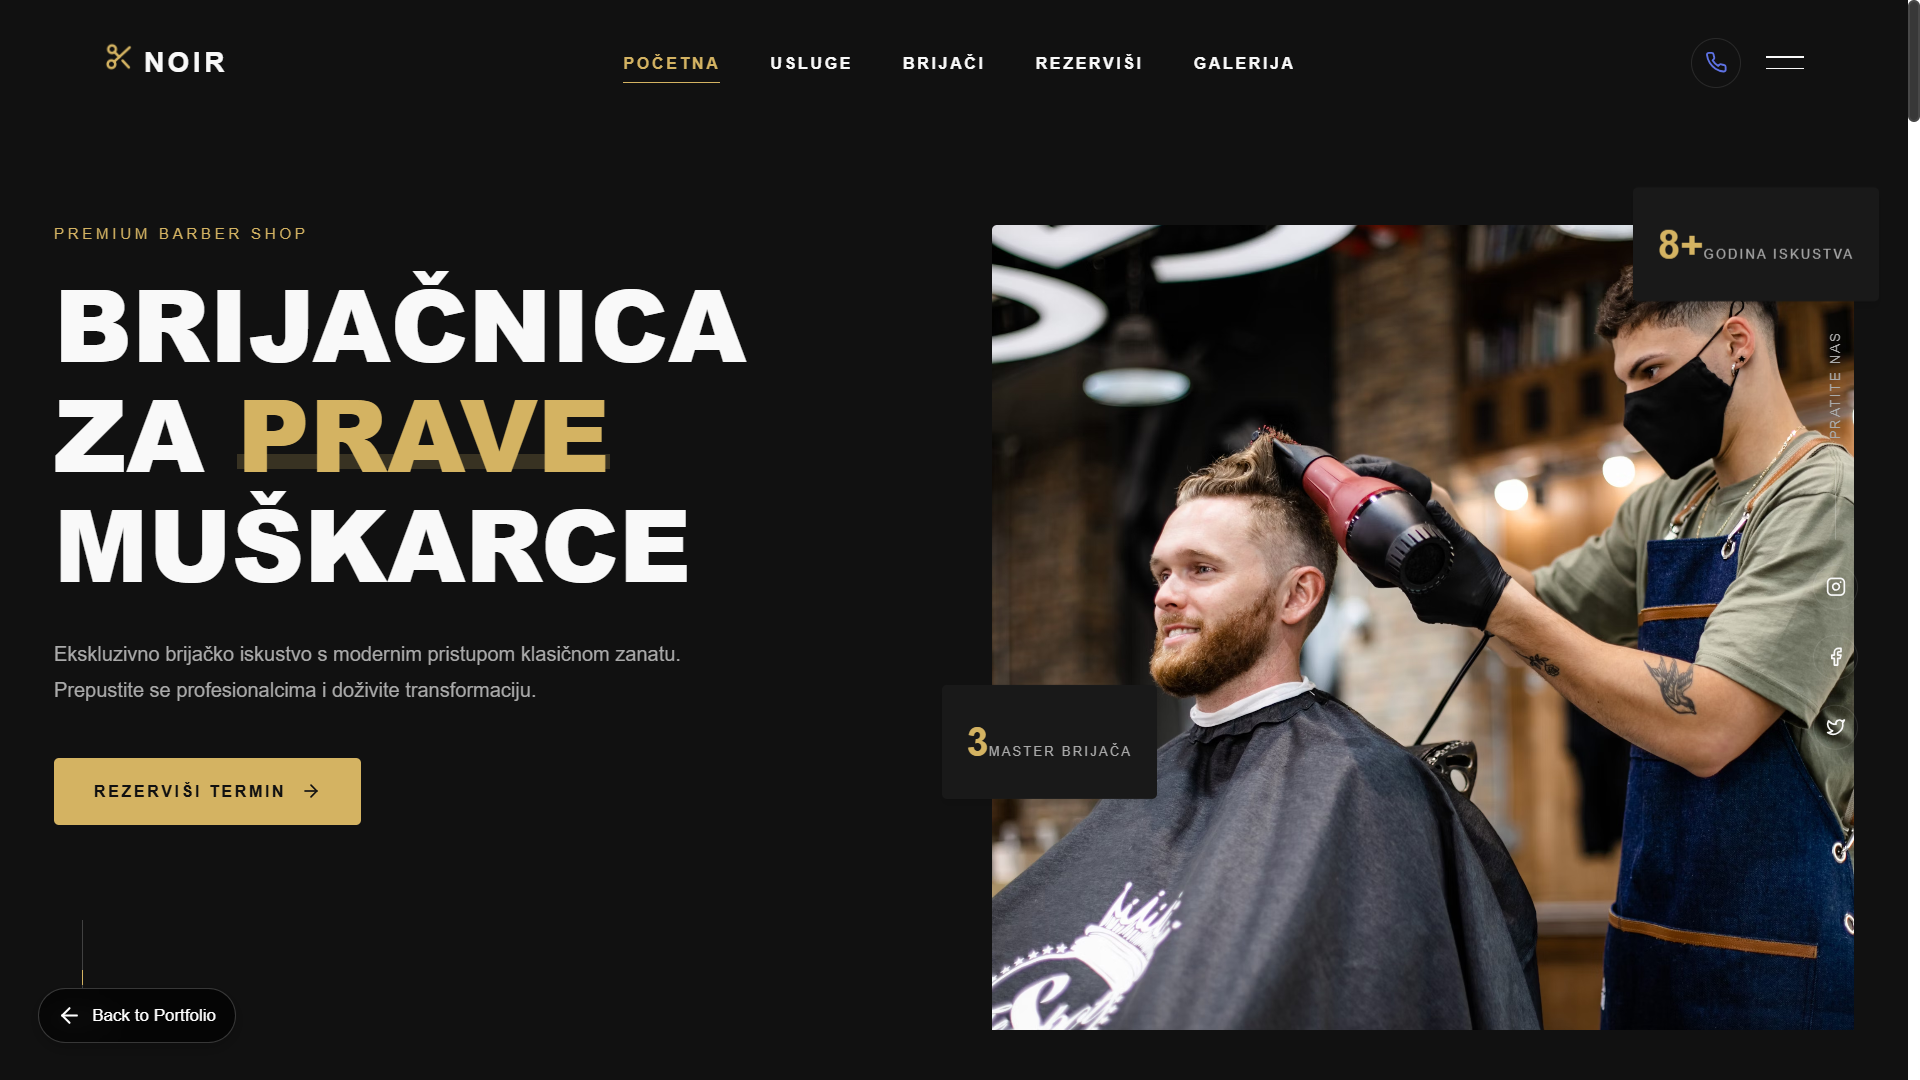 NOIR
POČETNA
USLUGE
BRIJAČI
REZERVIŠI
GALERIJA
PREMIUM BARBER SHOP
BRIJAČNICA
ZA PRAVE
MUŠKARCE
Ekskluzivno brijačko iskustvo s modernim pristupom klasičnom zanatu.
Prepustite se profesionalcima i doživite transformaciju.
REZERVIŠI TERMIN
8+ GODINA ISKUSTVA
PRATITE NAS
3 MASTER BRIJAČA
Back to Portfolio